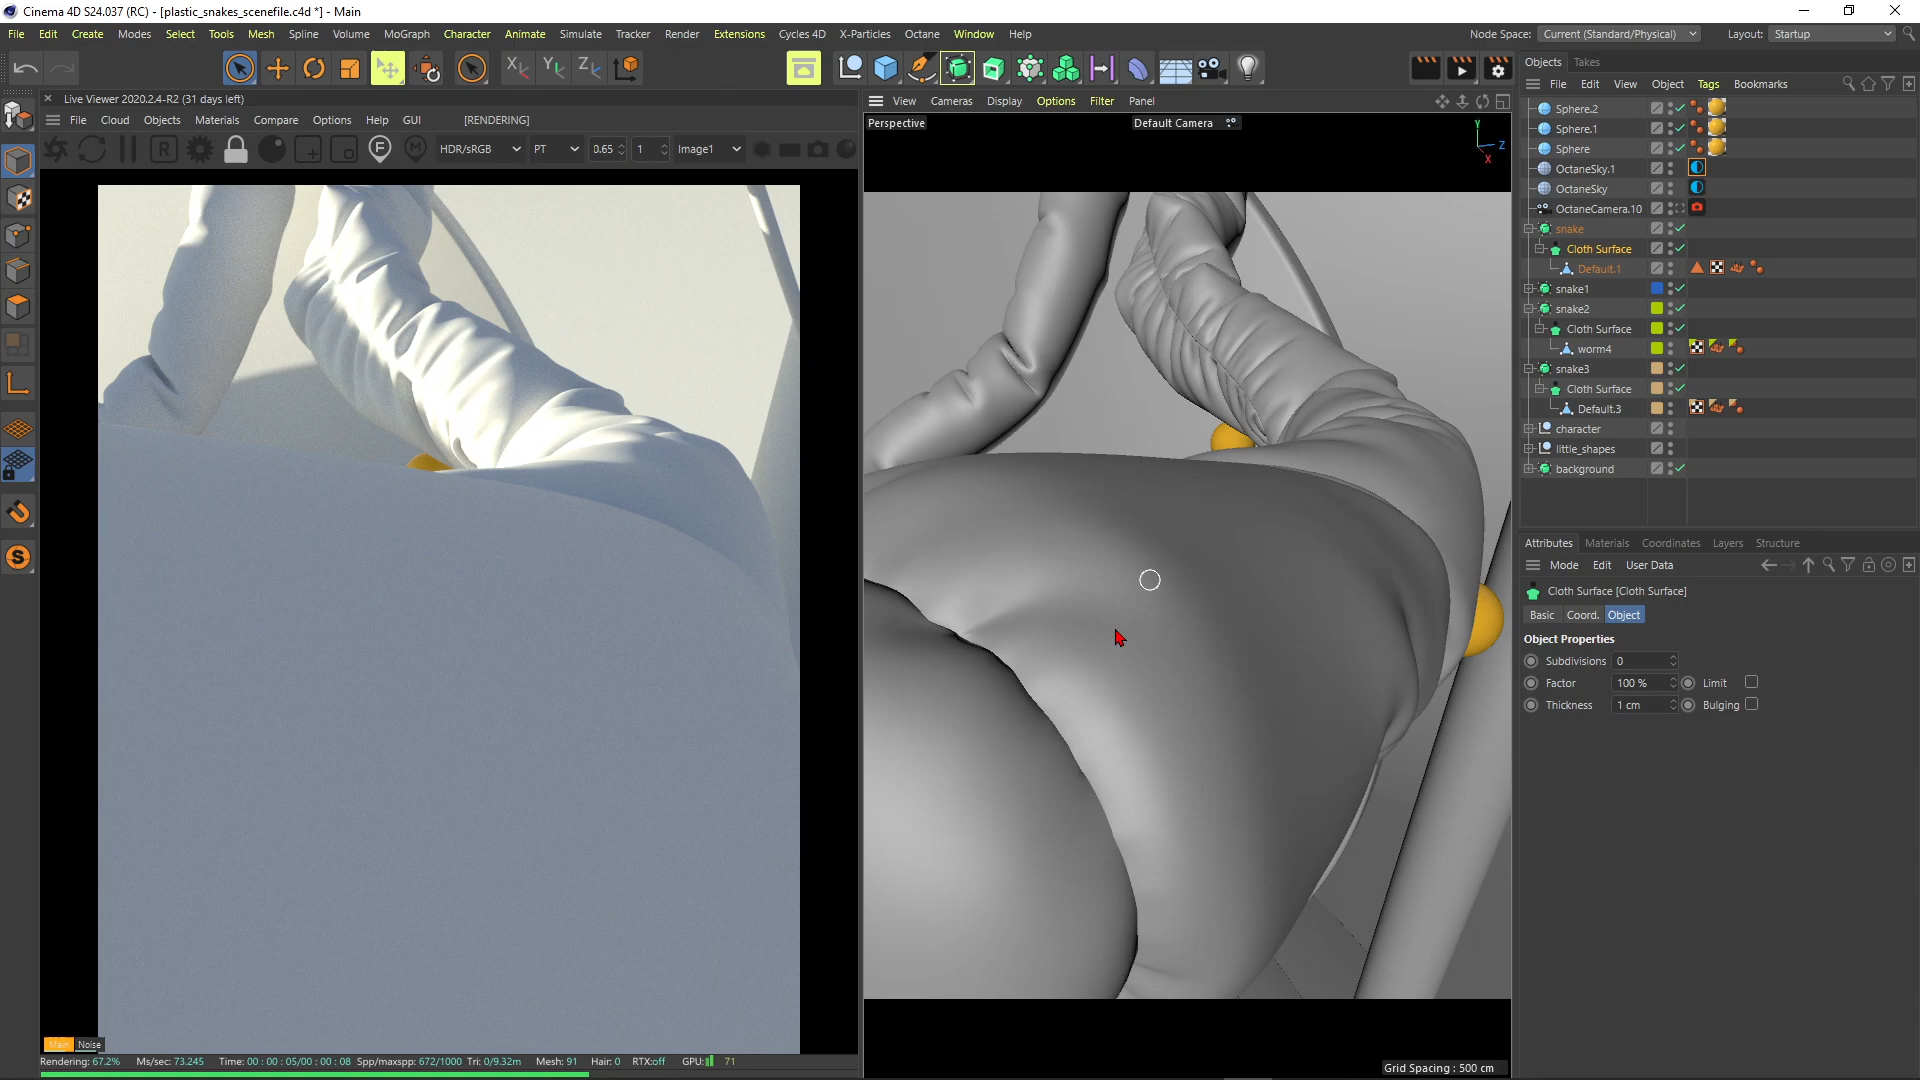 Cinema 4D S24.037 (RC) - [plastic_snakes_scenefile.c4d *] - Main
File Edit Create Modes Select Tools Mesh Spline Volume MoGraph Character Animate Simulate Tracker Render Extensions Cycles 4D X-Particles Octane Window Help Node Space: Current (Standard/Physical) Layout: Startup
X Y Z
Live Viewer 2020.2.4-R2 (31 days left)
File Cloud Objects Materials Compare Options Help GUI [RENDERING]
R F M HDR/sRGB PT 0.65 1 Image1
View Cameras Display Options Filter Panel
Perspective
Default Camera
Y
Z
X
Objects Takes
File Edit View Object Tags Bookmarks
Sphere.2
Sphere.1
Sphere
OctaneSky.1
OctaneSky
OctaneCamera.10
snake
Cloth Surface
Default.1
snake1
snake2
Cloth Surface
worm4
snake3
Cloth Surface
Default.3
character
little_shapes
background
Attributes Materials Coordinates Layers Structure
Mode Edit User Data
Cloth Surface [Cloth Surface]
Basic Coord. Object
Object Properties
Subdivisions 0
Factor 100 % Limit
Thickness 1 cm Bulging
S
Main Noise
Rendering: 67.2% Ms/sec: 73.245 Time: 00 : 00 : 05/00 : 00 : 08 Spp/maxspp: 672/1000 Tri: 0/9.32m Mesh: 91 Hair: 0 RTX:off GPU: 71
Grid Spacing : 500 cm